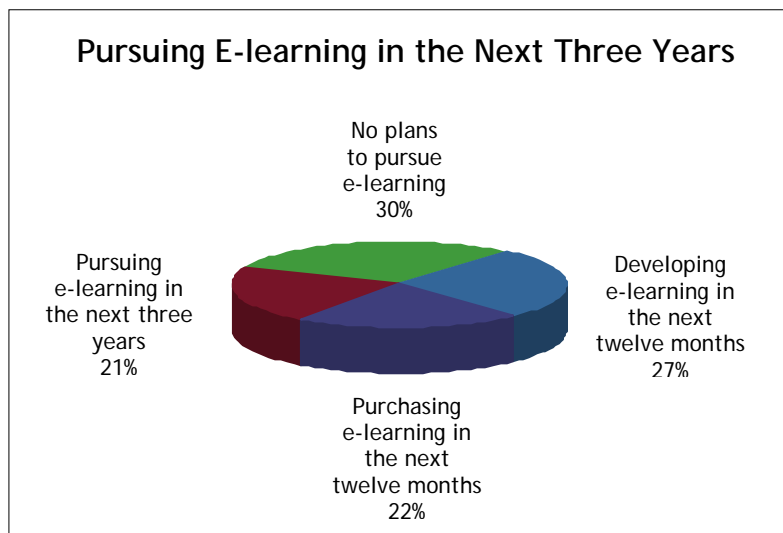 Pursuing E-learning in the Next Three Years
No plans
to pursue
e-learning
30%
Pursuing
e-learning in
the next three
years
21%
Developing
e-learning in
the next
twelve months
27%
Purchasing
e-learning in
the next
twelve months
22%